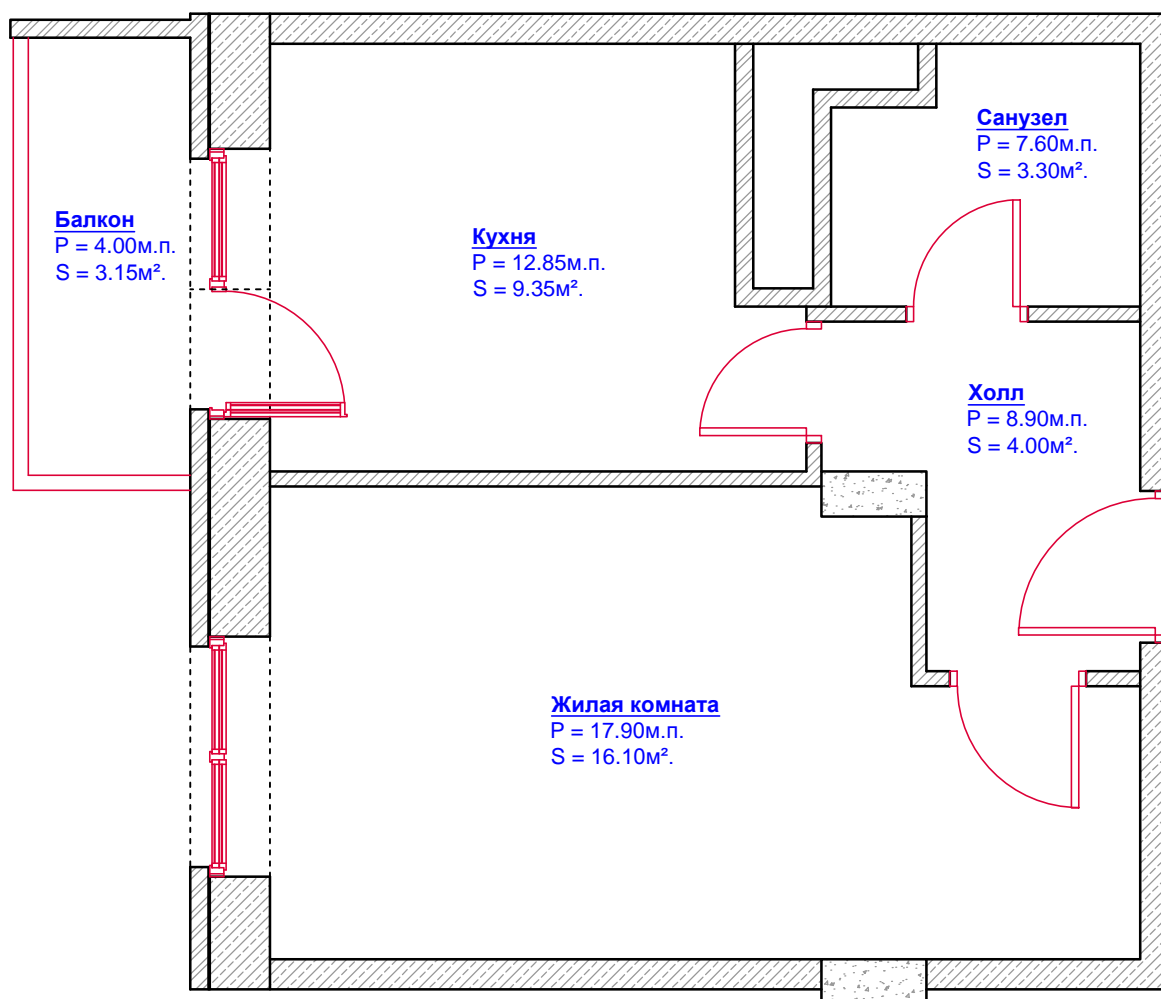 Санузел
P = 7.60м.п.
S = 3.30м².
Балкон
P = 4.00м.п.
S = 3.15м².
Кухня
P = 12.85м.п.
S = 9.35м².
Холл
P = 8.90м.п.
S = 4.00м².
Жилая комната
P = 17.90м.п.
S = 16.10м².